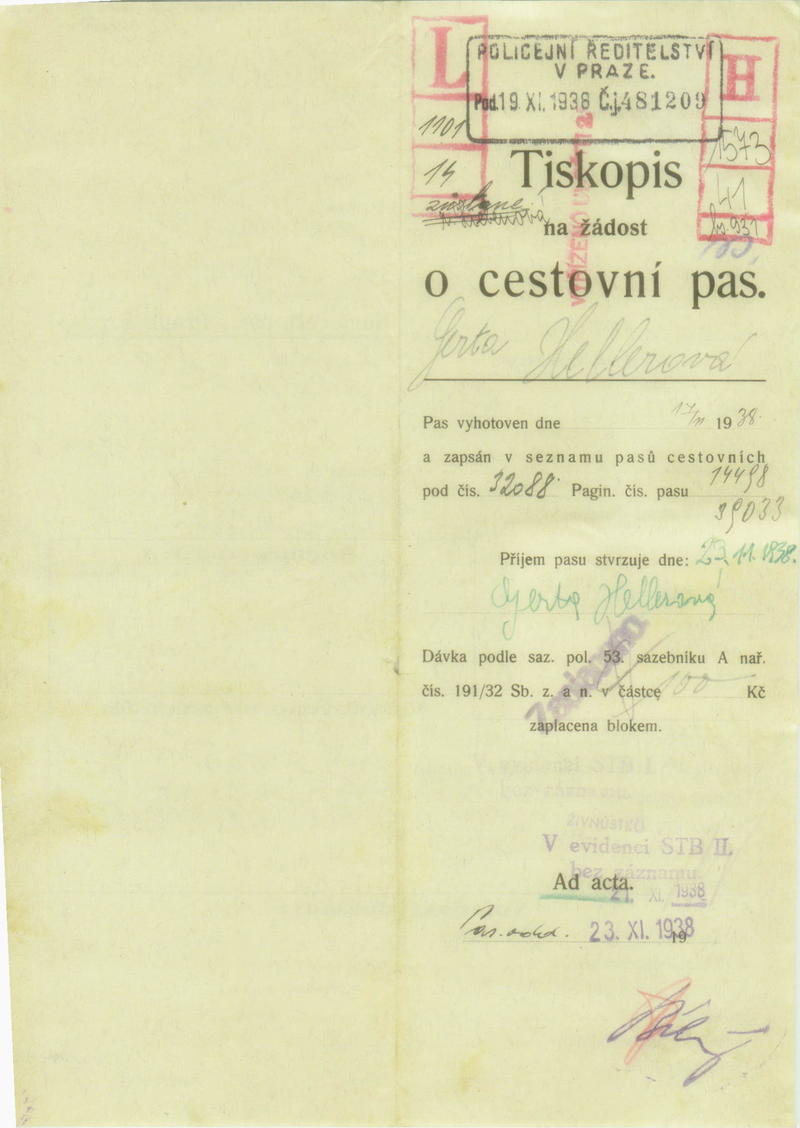 L
POLICEJNÍ ŘEDITELSTVÍ
V PRAZE.
Pod. 19. XI. 1938 Č.j. 481209
H
1101
14
1573
41
Tiskopis
na žádost
o cestovní pas.
Gerta Hellerová
Pas vyhotoven dne 17/11 1938.
a zapsán v seznamu pasů cestovních
pod čís. 32088. Pagin. čís. pasu 14498
39033
Příjem pasu stvrzuje dne: 23.11.1938.
Gerta Hellerová
Dávka podle saz. pol. 53. sazebníku A nař.
čís. 191/32 Sb. z. a n. v částce 100 Kč
zaplacena blokem.
V evidenci STB II.
bez záznamu.
Ad acta.
21. XI. 1938
23. XI. 1938
19